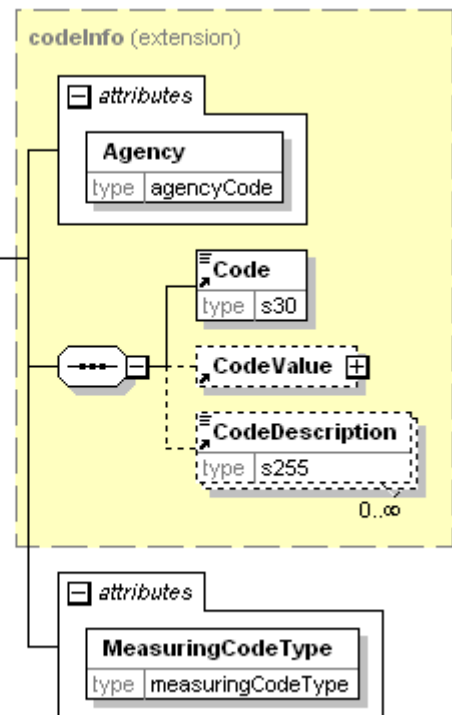 codeInfo (extension)
attributes
Agency
type agencyCode
Code
type s30
CodeValue
CodeDescription
type s255
0..∞
attributes
MeasuringCodeType
type measuringCodeType